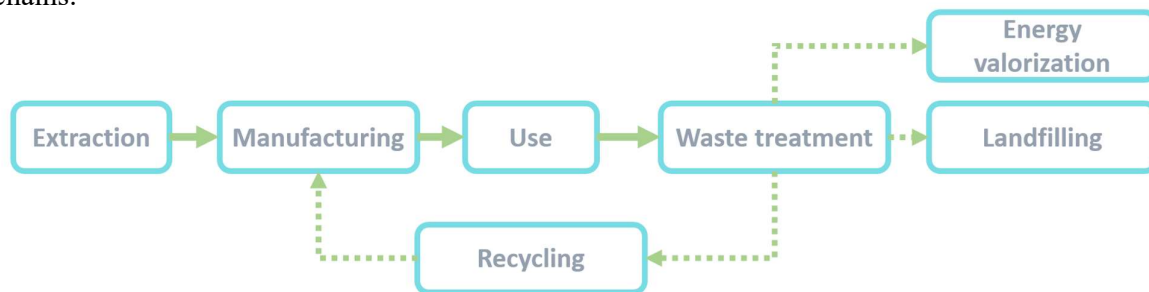 Energy
valorization
Extraction
Manufacturing
Use
Waste treatment
Landfilling
Recycling